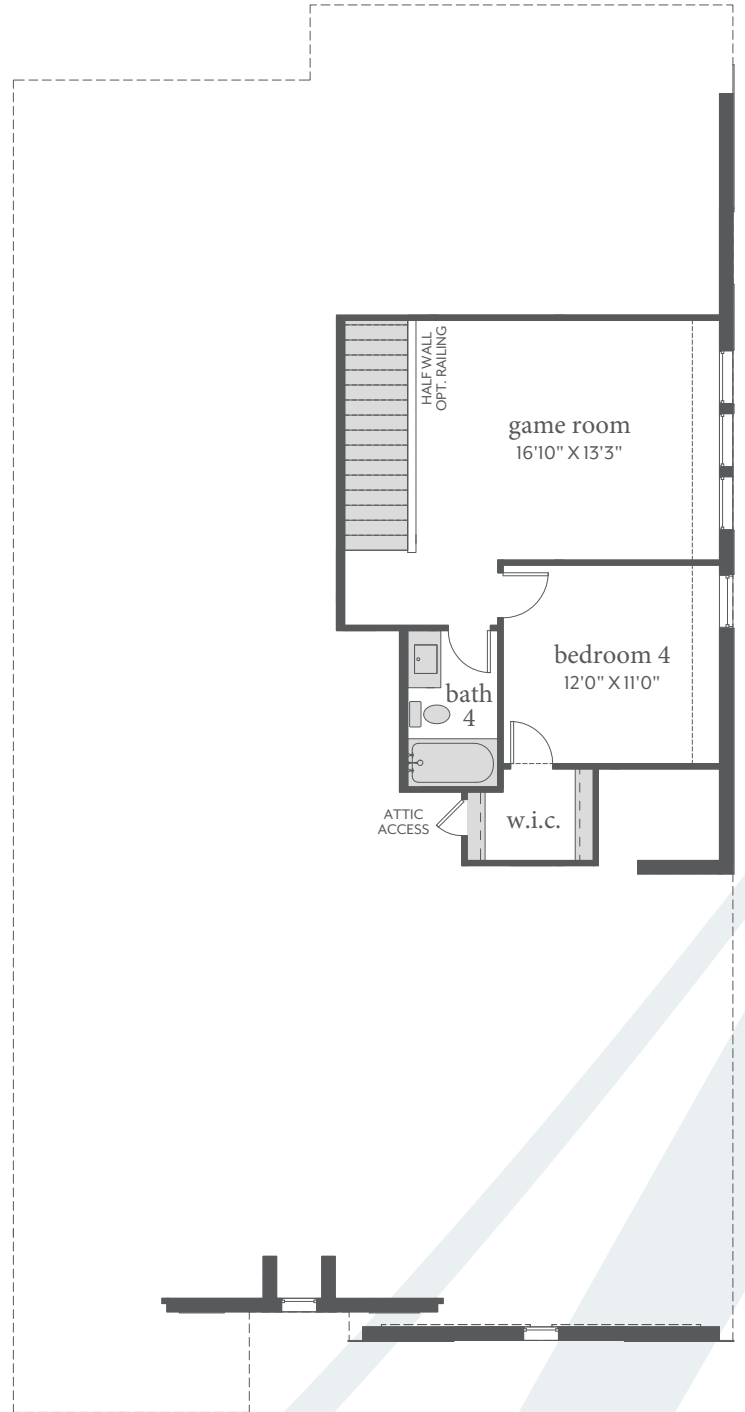 HALF WALL
OPT. RAILING
game room
16'10" X 13'3"
bedroom 4
12'0" X 11'0"
bath
4
ATTIC
ACCESS
w.i.c.